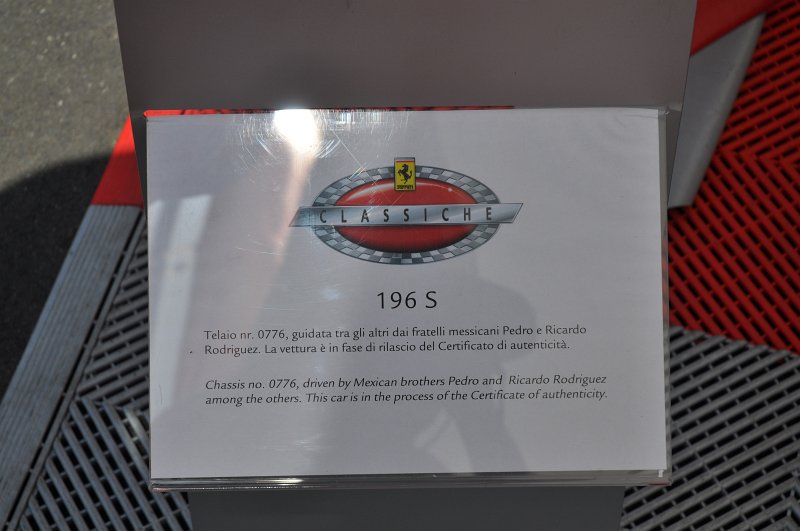 CLASSICHE
196 S
Telaio nr. 0776, guidata tra gli altri dai fratelli messicani Pedro e Ricardo
Rodriguez. La vettura è in fase di rilascio del Certificato di autenticità.
Chassis no. 0776, driven by Mexican brothers Pedro and Ricardo Rodriguez
among the others. This car is in the process of the Certificate of authenticity.